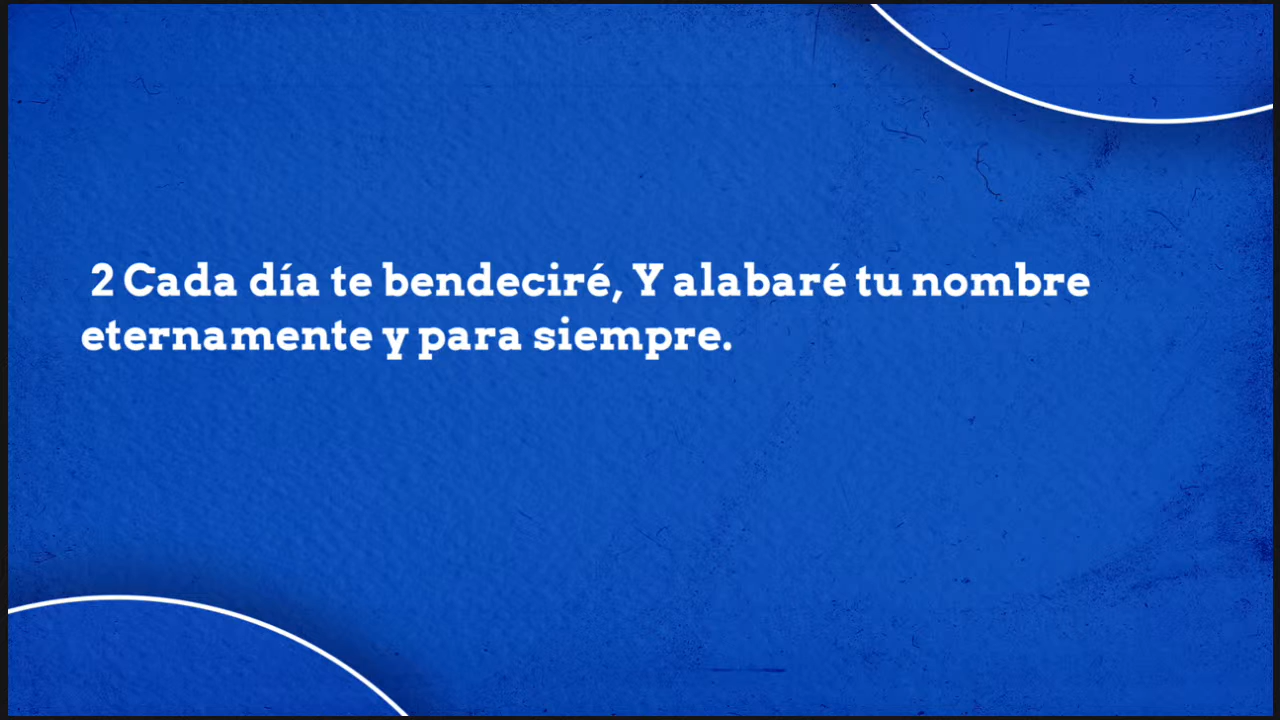 2 Cada día te bendeciré, Y alabaré tu nombre
eternamente y para siempre.